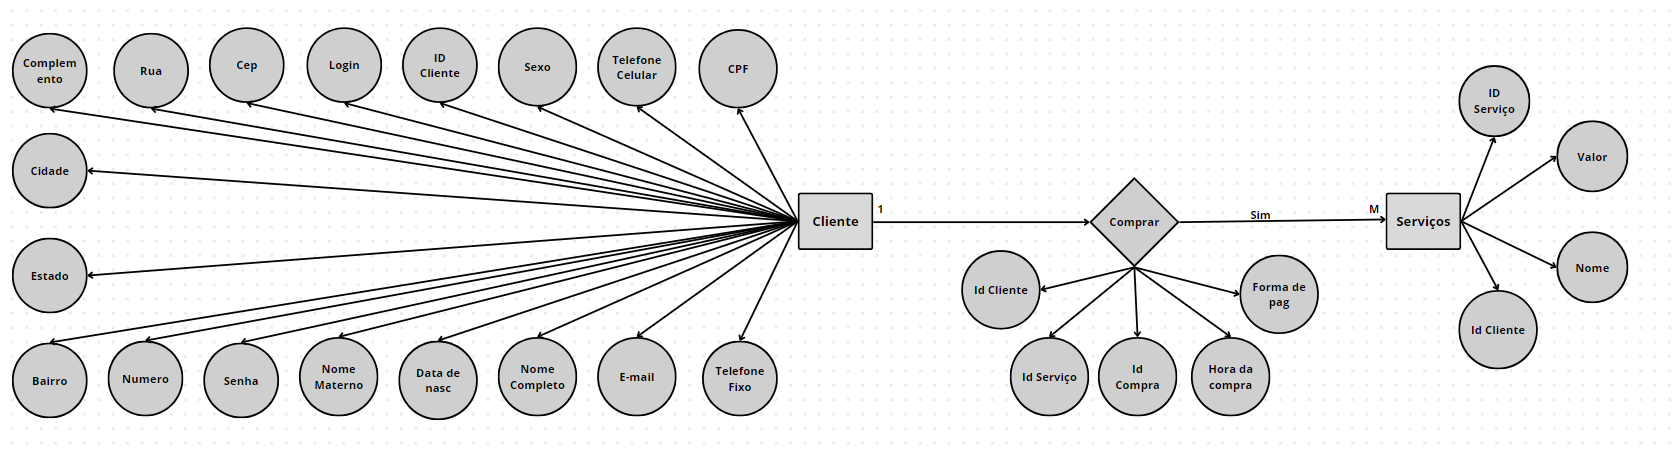 Complem
ento
Rua
Cep
Login
ID
Cliente
Sexo
Telefone
Celular
CPF
Cidade
Estado
Bairro
Numero
Senha
Nome
Materno
Data de
nasc
Nome
Completo
E-mail
Telefone
Fixo
Cliente
1
Comprar
Sim
M
Serviços
Id Cliente
Id Serviço
Id
Compra
Hora da
compra
Forma de
pag
ID
Serviço
Valor
Nome
Id Cliente